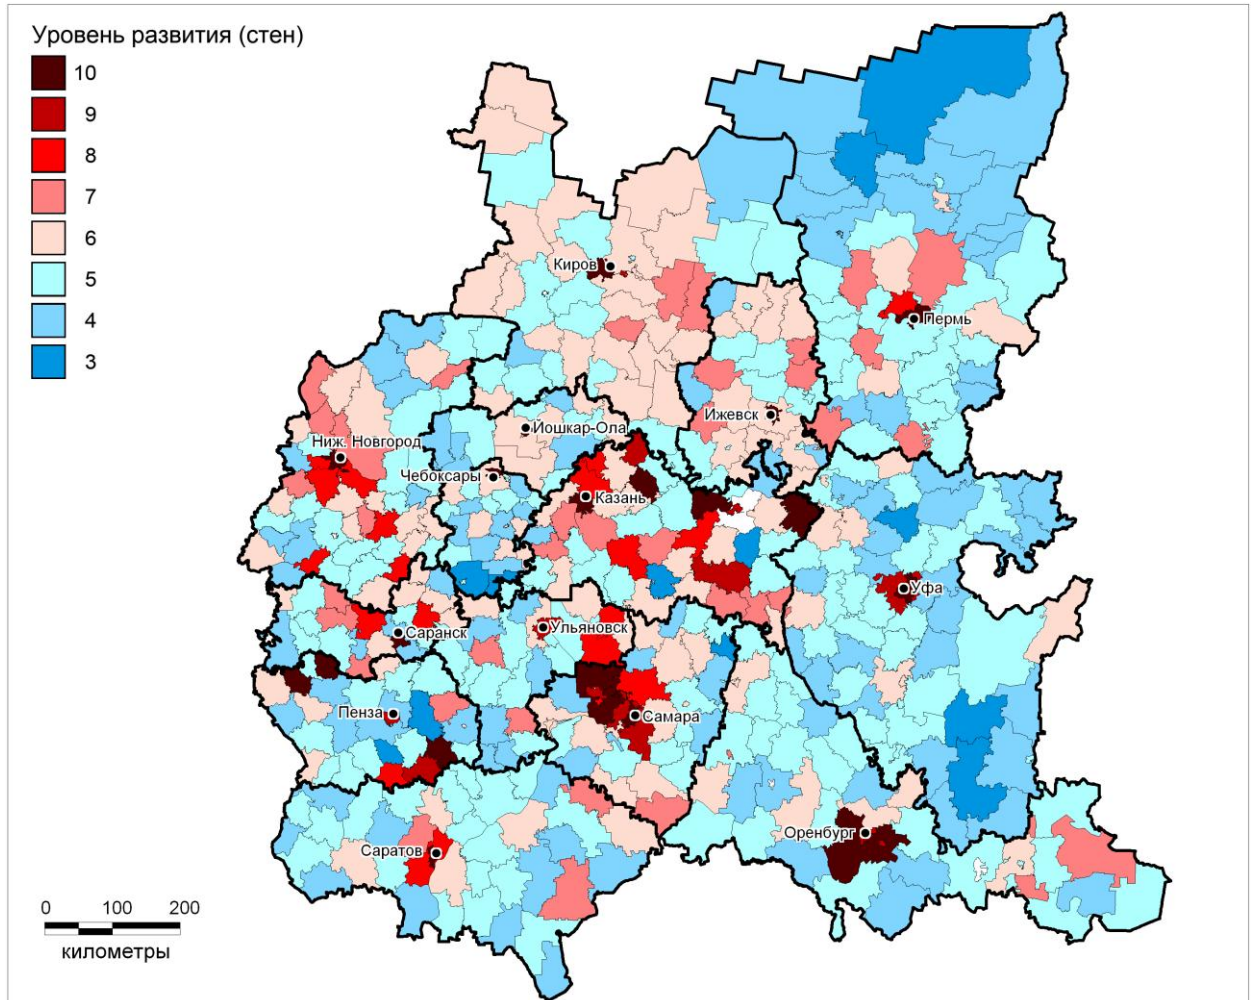 Уровень развития (стен)
10
9
8
7
6
5
4
3
Киров
Пермь
Ижевск
Йошкар-Ола
Ниж. Новгород
Чебоксары
Казань
Уфа
Ульяновск
Саранск
Пенза
Самара
Оренбург
Саратов
0 100 200
километры